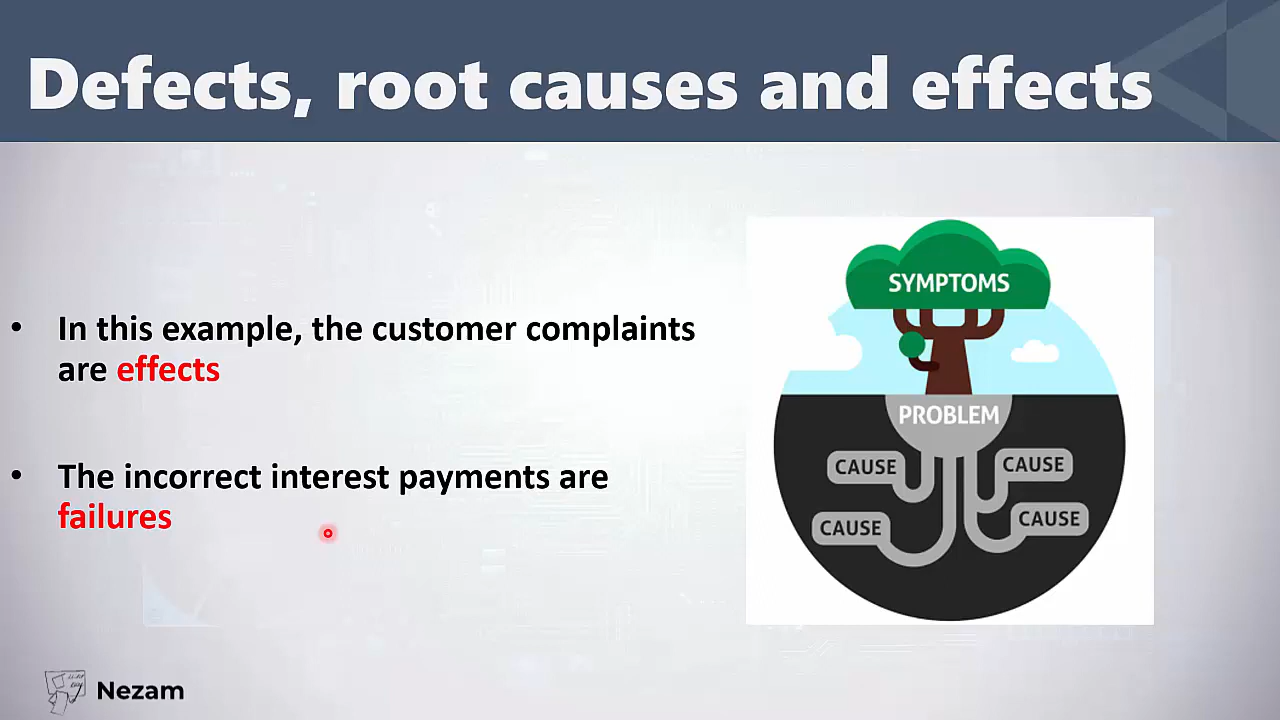 Defects, root causes and effects
• In this example, the customer complaints
are effects
• The incorrect interest payments are
failures
SYMPTOMS
PROBLEM
CAUSE
CAUSE
CAUSE
CAUSE
Nezam